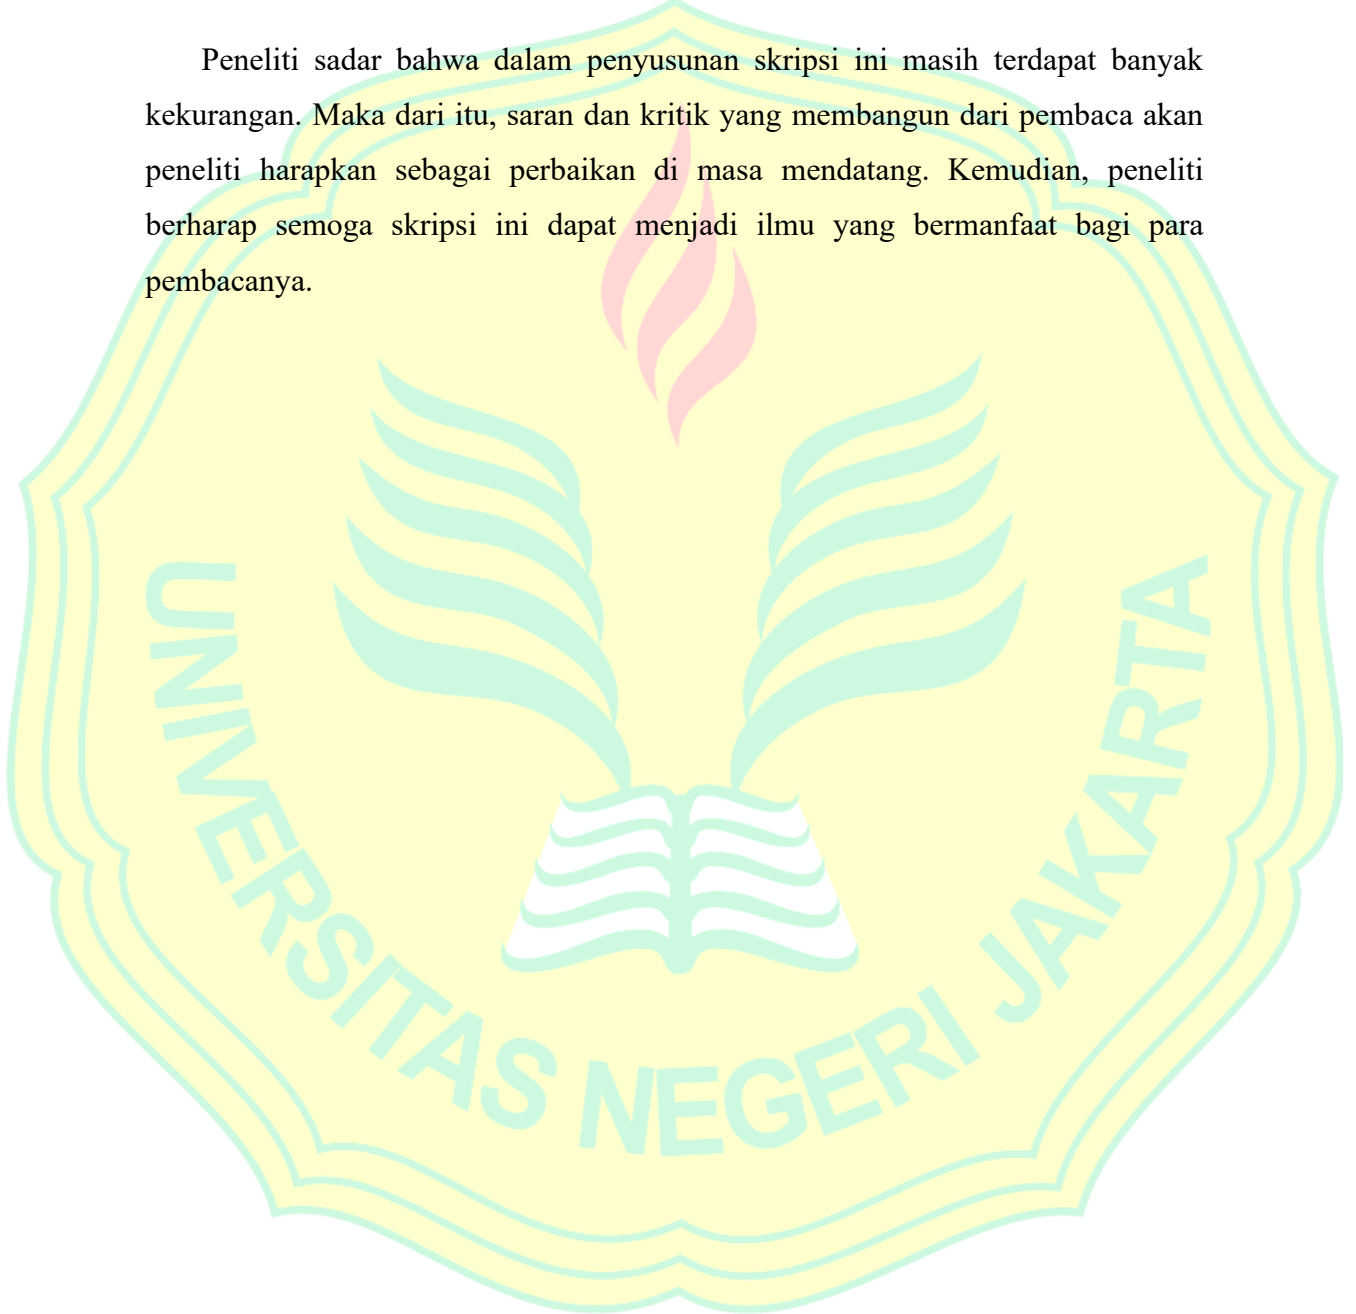 Peneliti sadar bahwa dalam penyusunan skripsi ini masih terdapat banyak
kekurangan. Maka dari itu, saran dan kritik yang membangun dari pembaca akan
peneliti harapkan sebagai perbaikan di masa mendatang. Kemudian, peneliti
berharap semoga skripsi ini dapat menjadi ilmu yang bermanfaat bagi para
pembacanya.
UNIVERSITAS NEGERI JAKARTA